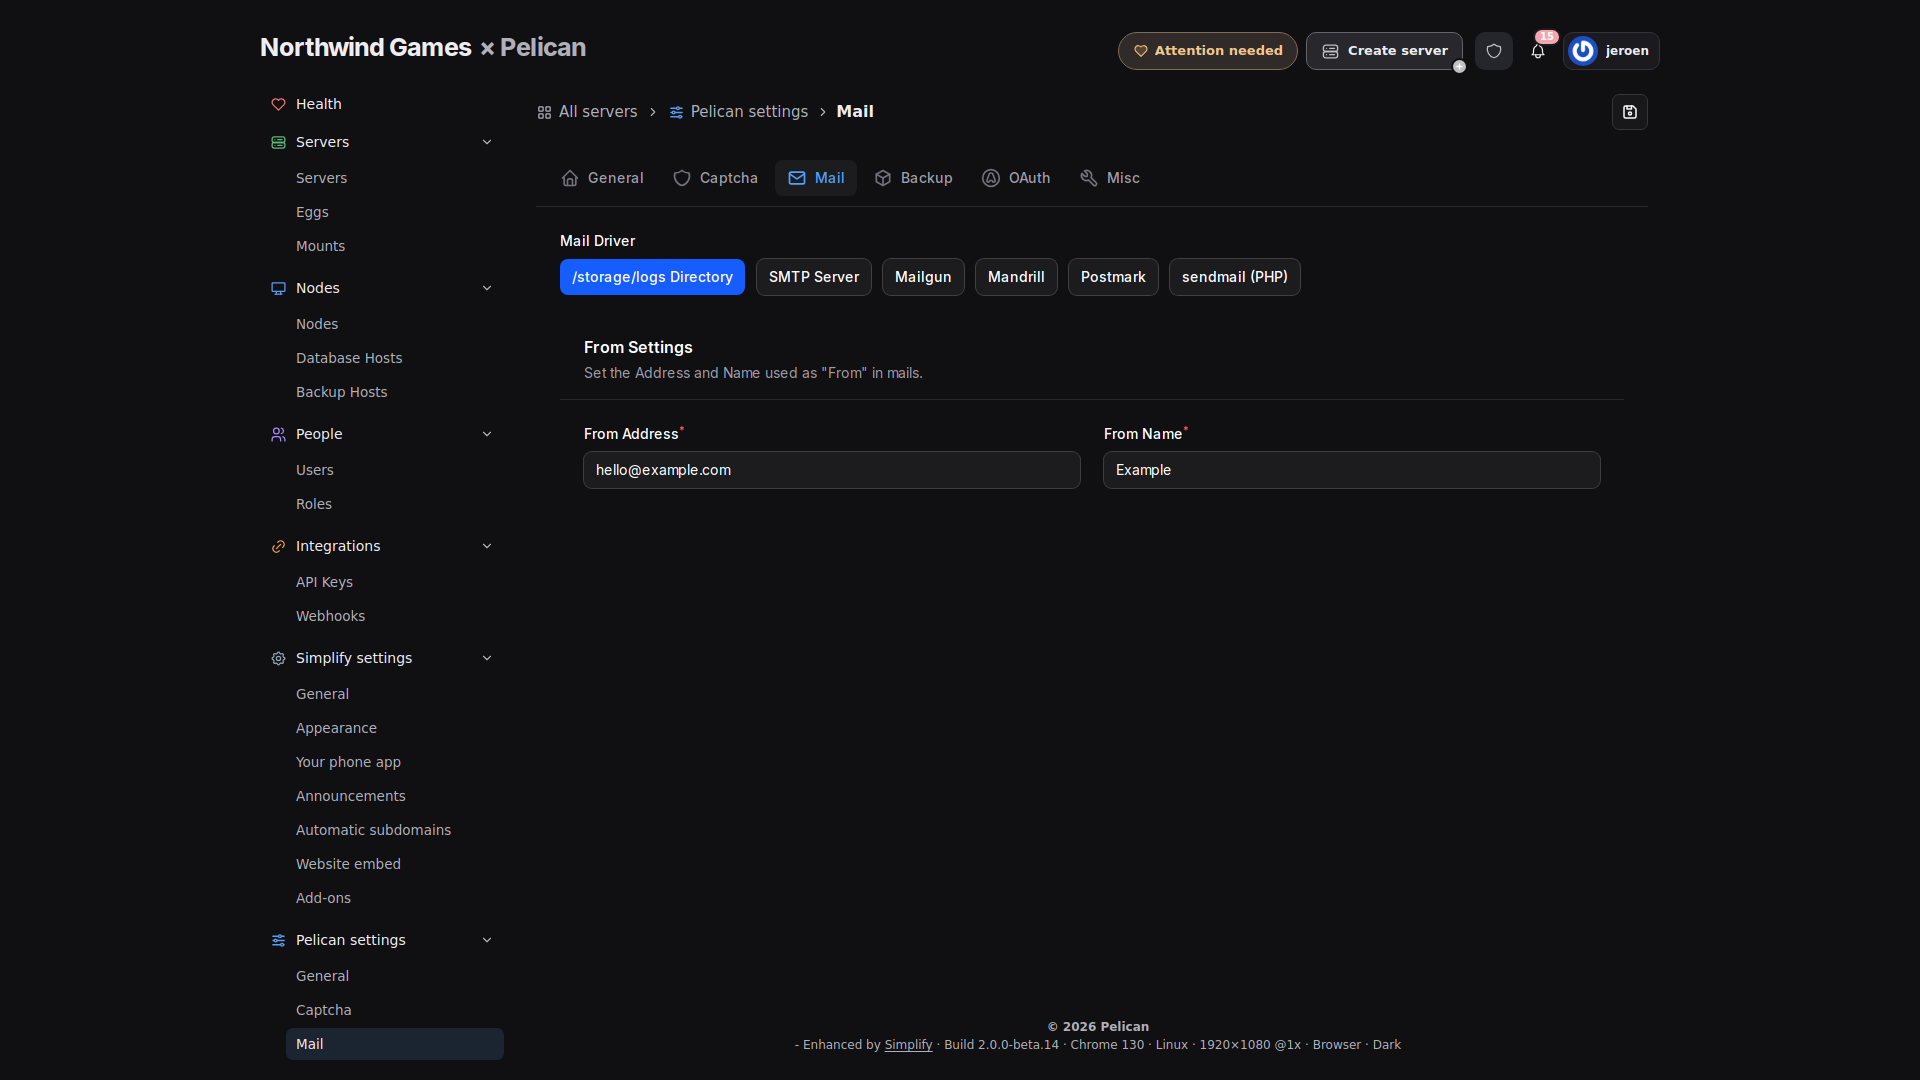 Northwind Games × Pelican
Attention needed
Create server
15
jeroen
Health
Servers
Servers
Eggs
Mounts
Nodes
Nodes
Database Hosts
Backup Hosts
People
Users
Roles
Integrations
API Keys
Webhooks
Simplify settings
General
Appearance
Your phone app
Announcements
Automatic subdomains
Website embed
Add-ons
Pelican settings
General
Captcha
Mail
All servers > Pelican settings > Mail
General Captcha Mail Backup OAuth Misc
Mail Driver
/storage/logs Directory SMTP Server Mailgun Mandrill Postmark sendmail (PHP)
From Settings
Set the Address and Name used as "From" in mails.
From Address* From Name*
hello@example.com Example
© 2026 Pelican
- Enhanced by Simplify · Build 2.0.0-beta.14 · Chrome 130 · Linux · 1920×1080 @1x · Browser · Dark